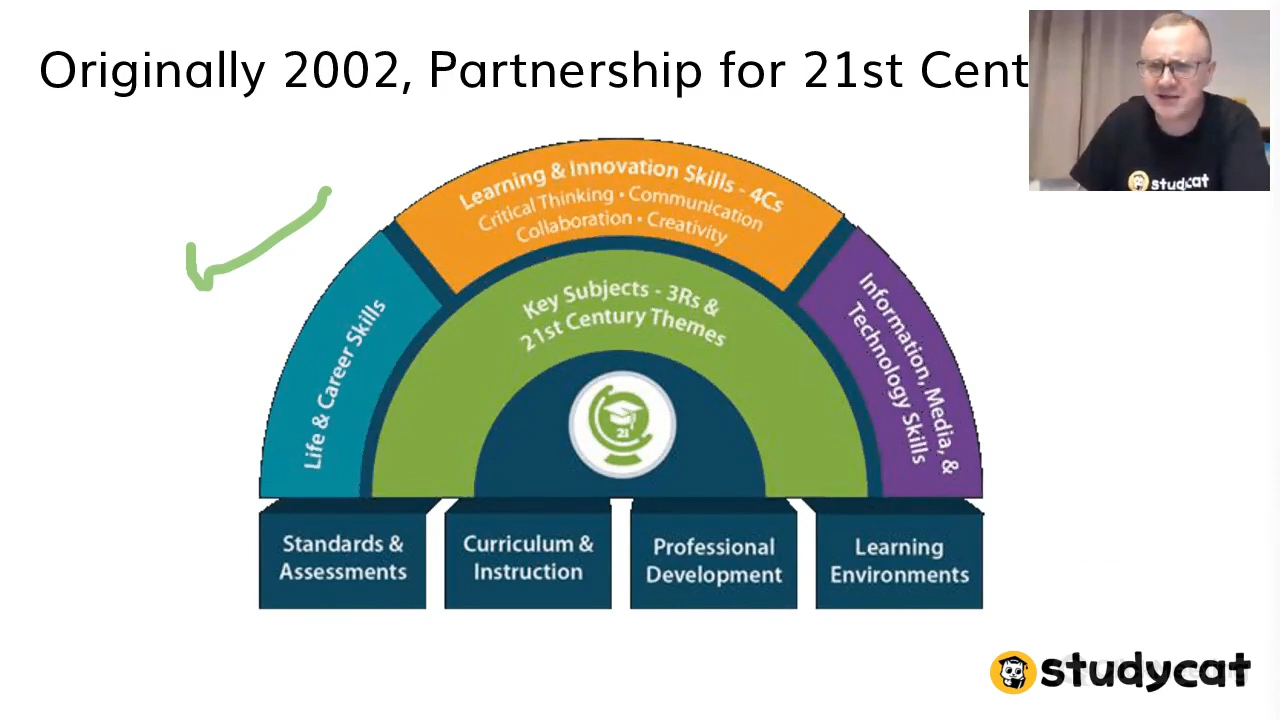 Originally 2002, Partnership for 21st Cent
studycat
Learning & Innovation Skills - 4Cs
Critical Thinking • Communication
Collaboration • Creativity
Key Subjects - 3Rs &
21st Century Themes
Life & Career Skills
Information, Media, &
Technology Skills
21
Standards &
Assessments
Curriculum &
Instruction
Professional
Development
Learning
Environments
studycat